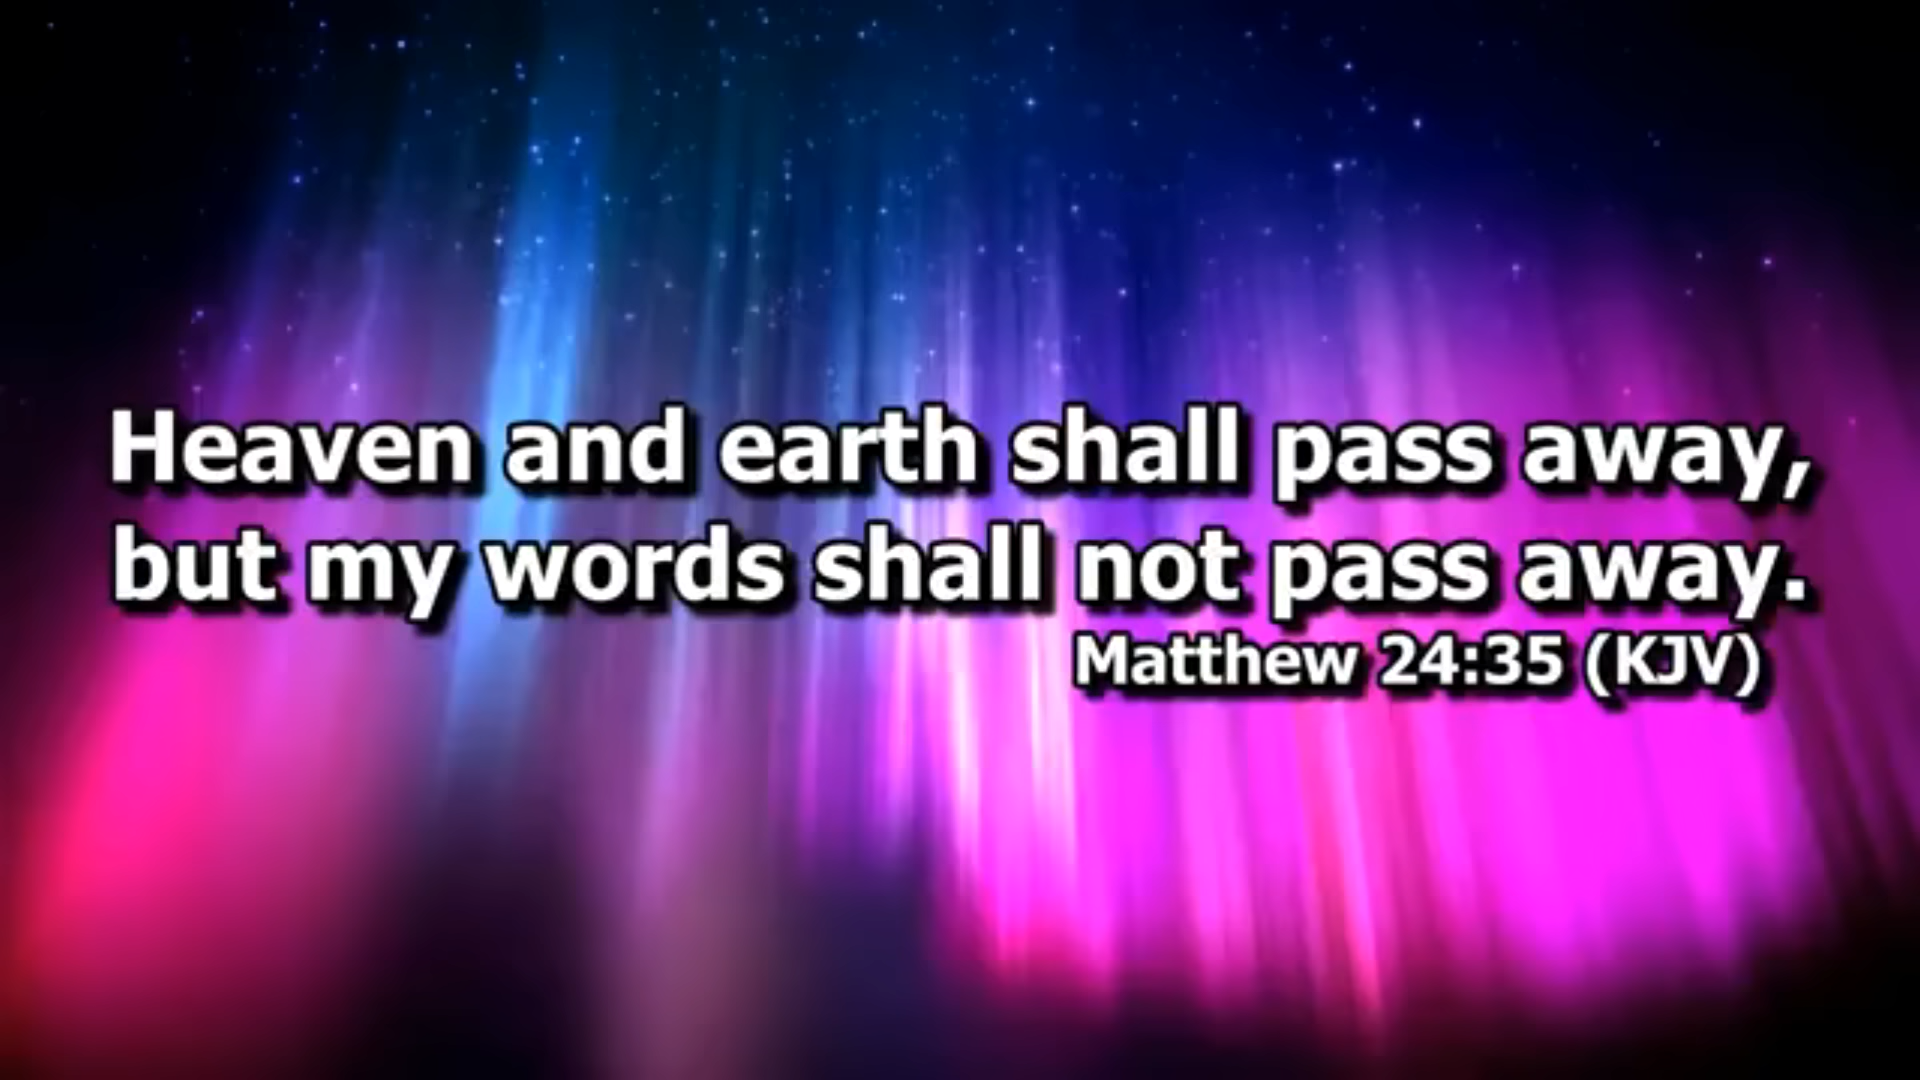 Heaven and earth shall pass away,
but my words shall not pass away.
Matthew 24:35 (KJV)